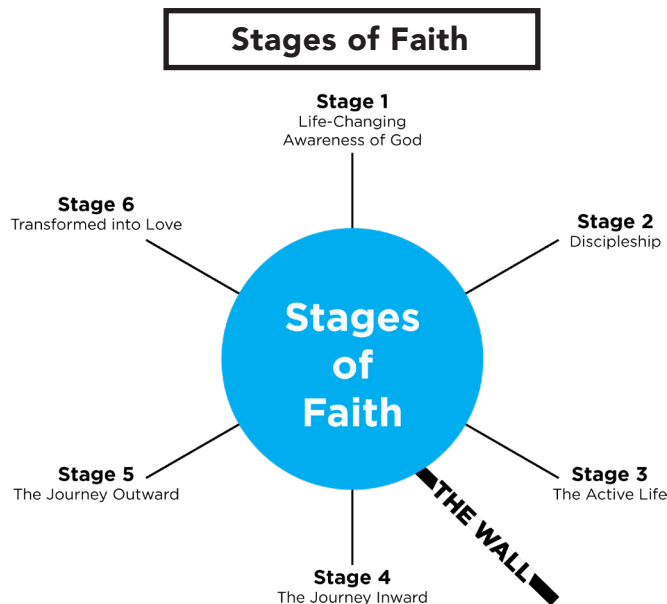 Stages of Faith
Stage 1
Life-Changing
Awareness of God
Stage 2
Discipleship
Stage 3
The Active Life
THE WALL
Stage 4
The Journey Inward
Stage 5
The Journey Outward
Stage 6
Transformed into Love
Stages
of
Faith